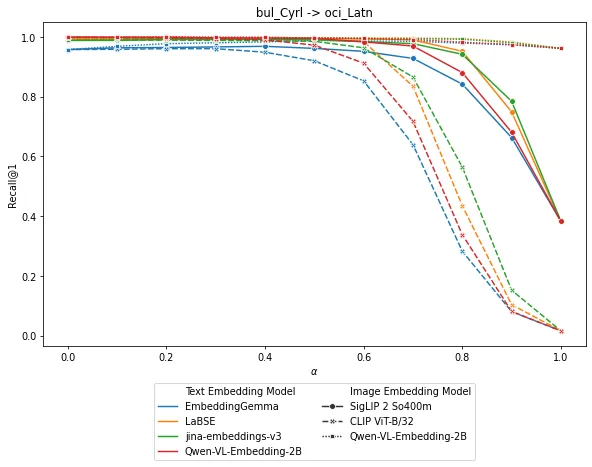 bul_Cyrl -> oci_Latn
Recall@1
1.0
0.8
0.6
0.4
0.2
0.0
0.0 0.2 0.4 0.6 0.8 1.0
α
Text Embedding Model Image Embedding Model
EmbeddingGemma SigLIP 2 So400m
LaBSE CLIP ViT-B/32
jina-embeddings-v3 Qwen-VL-Embedding-2B
Qwen-VL-Embedding-2B